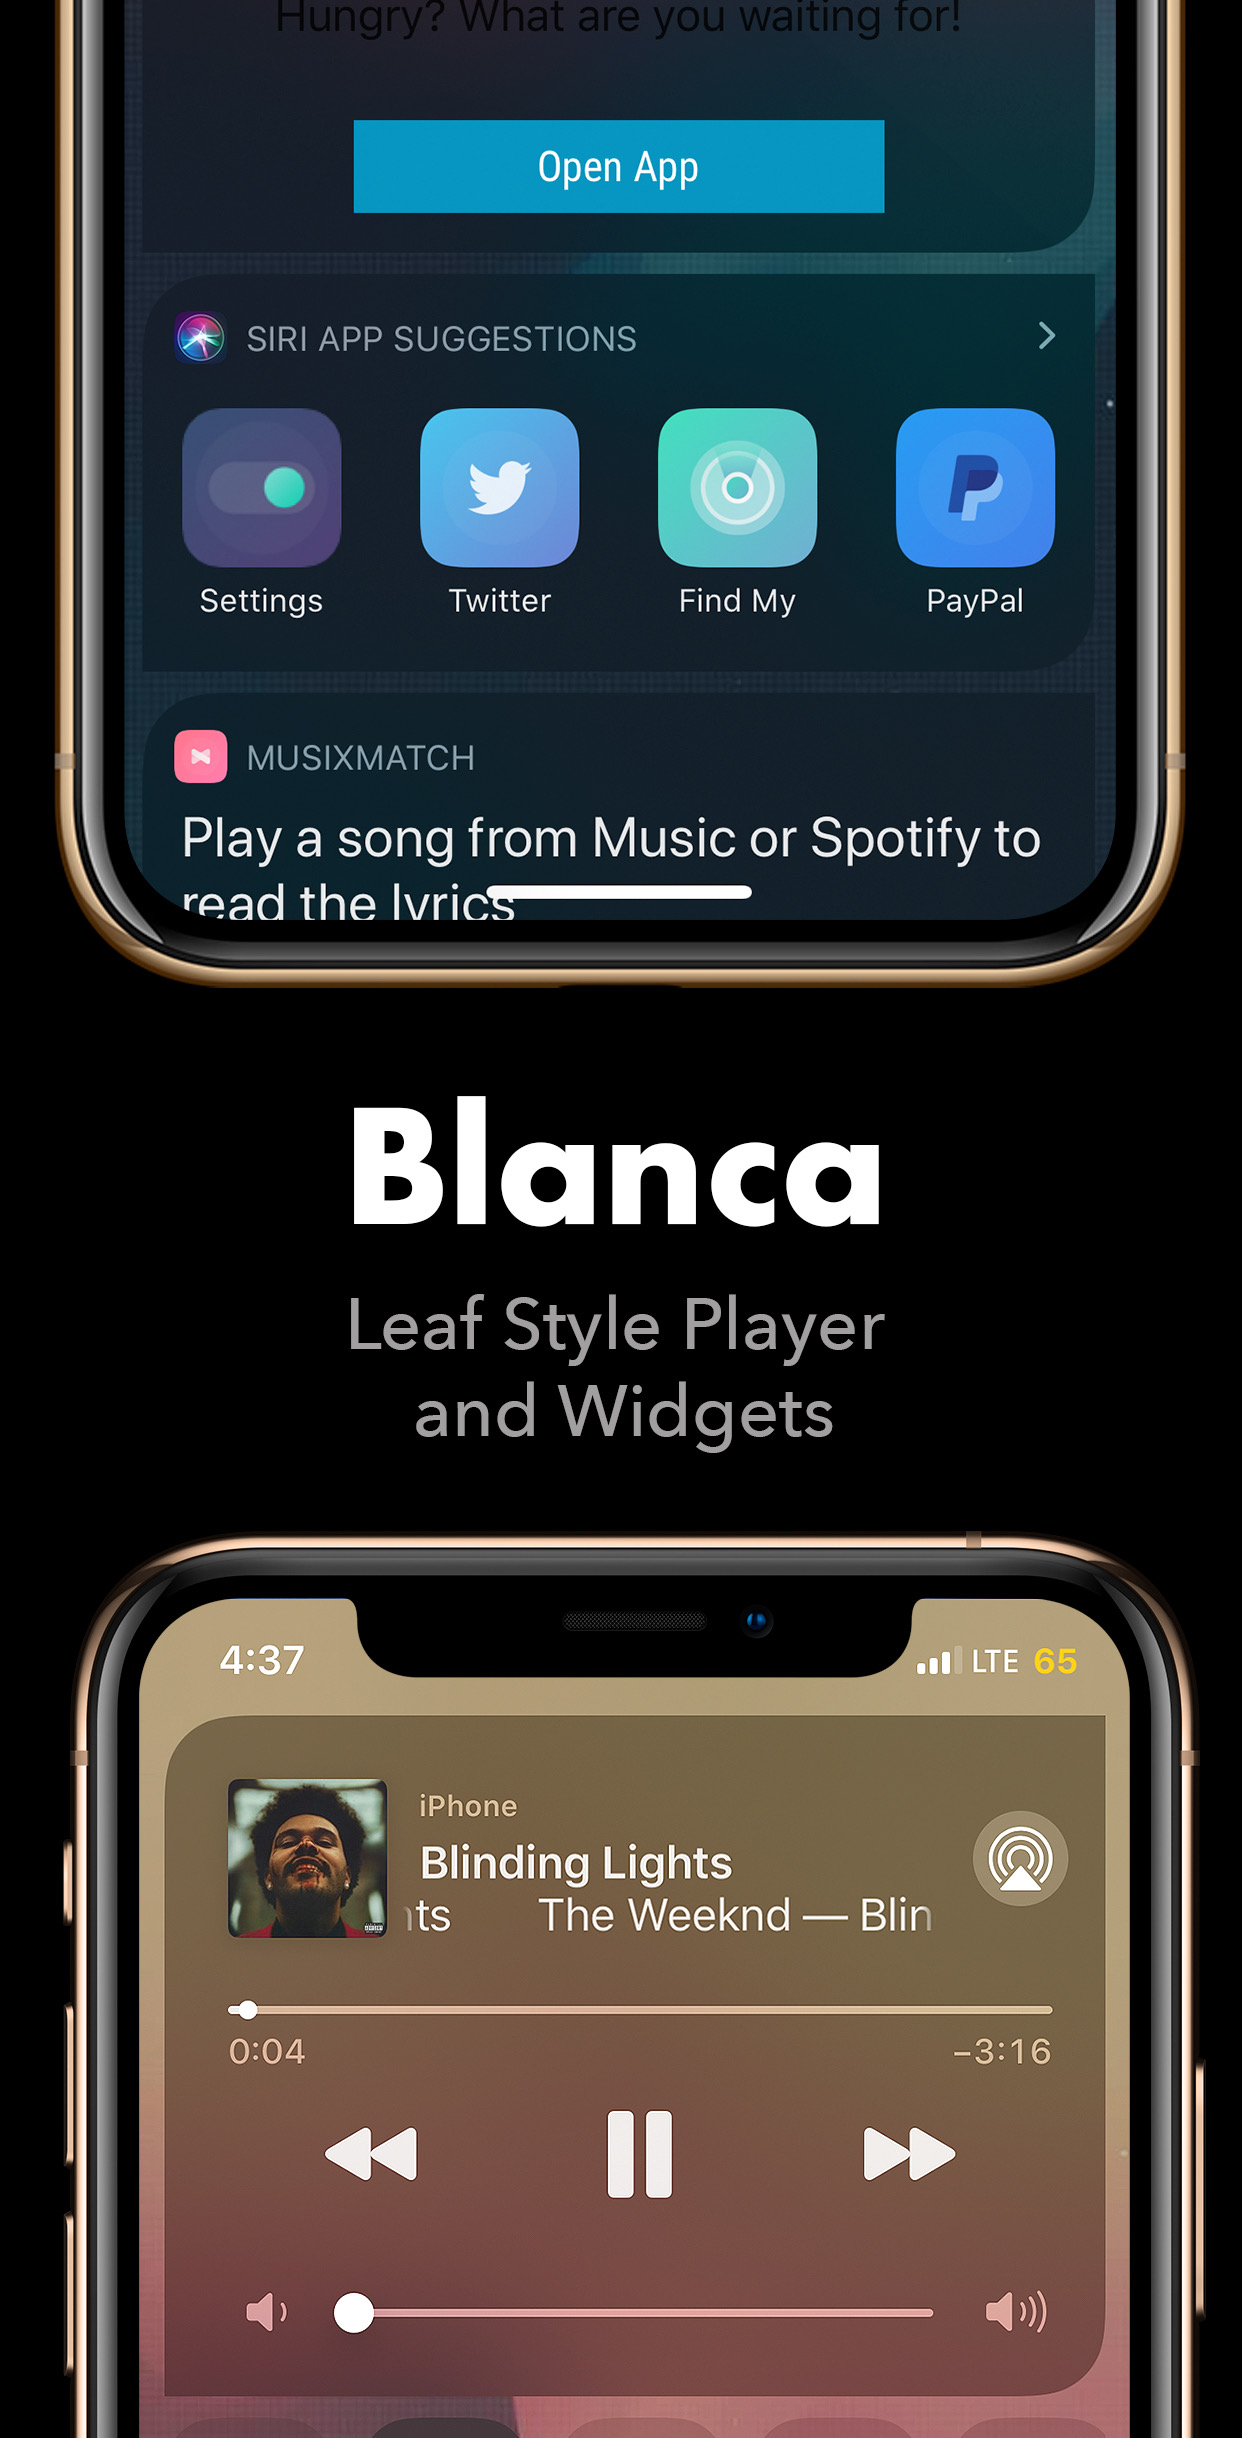 Hungry? What are you waiting for!
Open App
SIRI APP SUGGESTIONS
Settings
Twitter
Find My
PayPal
MUSIXMATCH
Play a song from Music or Spotify to
read the lyrics
Blanca
Leaf Style Player
and Widgets
4:37
LTE 65
iPhone
Blinding Lights
nts The Weeknd — Blin
0:04
-3:16